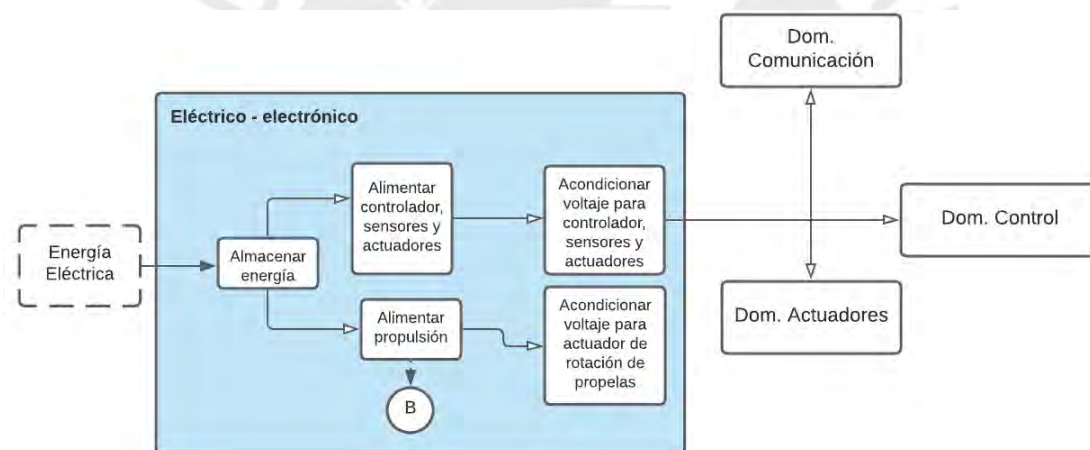 Dom.
Comunicación
Eléctrico - electrónico
Alimentar
controlador,
sensores y
actuadores
Acondicionar
voltaje para
controlador,
sensores y
actuadores
Dom. Control
Energía
Eléctrica
Almacenar
energía
Alimentar
propulsión
Acondicionar
voltaje para
actuador de
rotación de
propelas
Dom. Actuadores
B